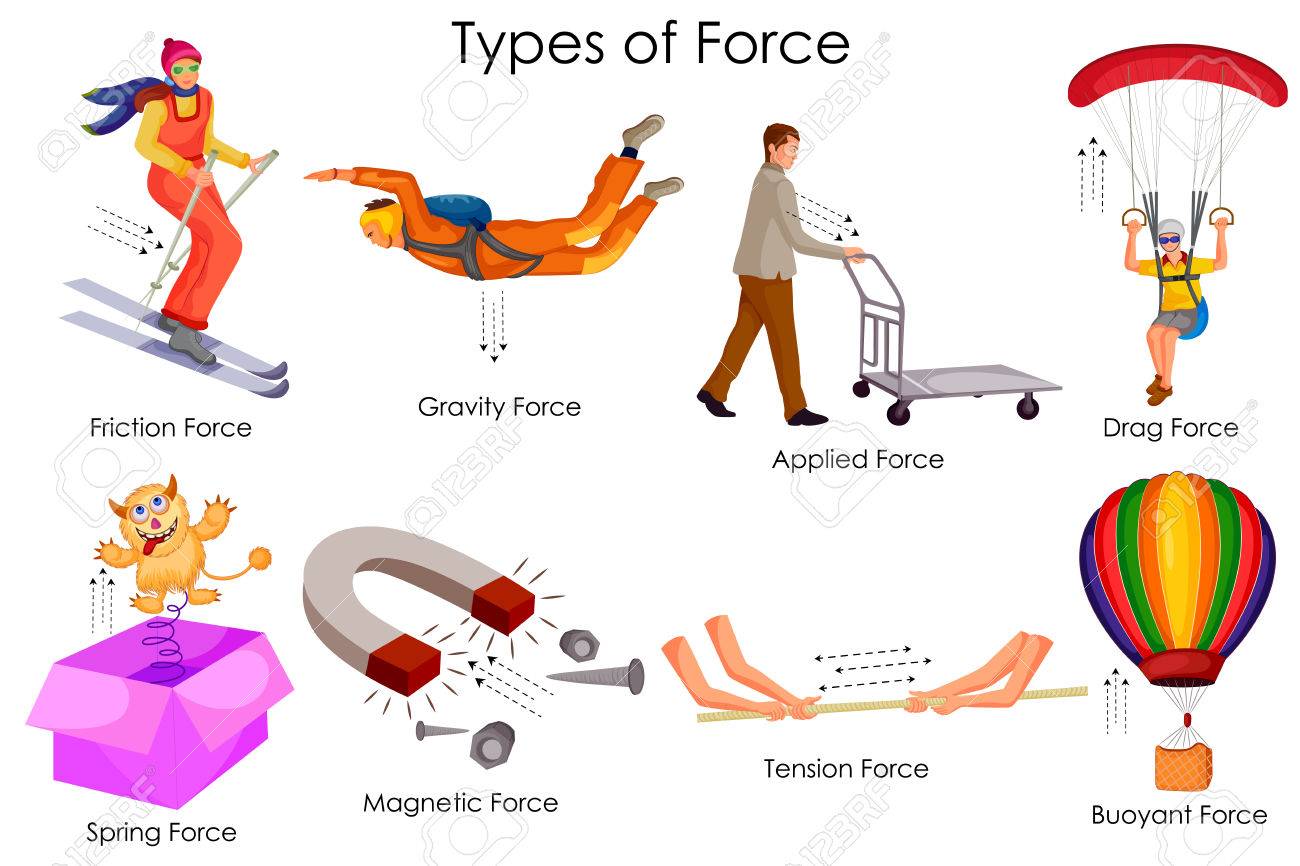 Types of Force
Friction Force
Gravity Force
Applied Force
Drag Force
Spring Force
Magnetic Force
Tension Force
Buoyant Force
123RF